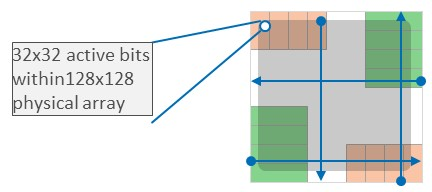 32x32 active bits
within128x128
physical array